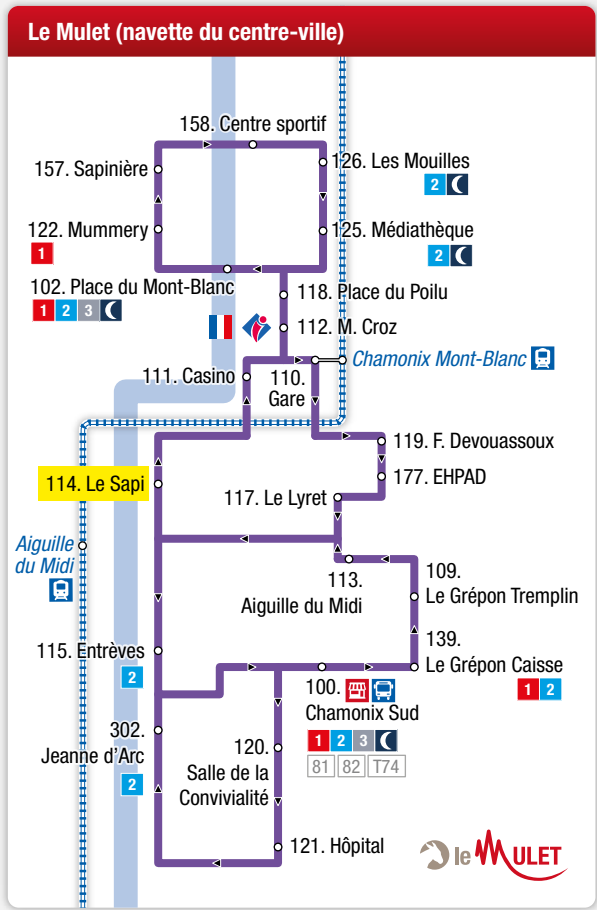 Le Mulet (navette du centre-ville)
158. Centre sportif
157. Sapinière
126. Les Mouilles
2
122. Mummery
1
125. Médiathèque
2
102. Place du Mont-Blanc
1 2 3
118. Place du Poilu
112. M. Croz
Chamonix Mont-Blanc
111. Casino
110.
Gare
119. F. Devouassoux
177. EHPAD
114. Le Sapi
117. Le Lyret
Aiguille
du Midi
113.
Aiguille du Midi
109.
Le Grépon Tremplin
115. Entrèves
2
139.
Le Grépon Caisse
1 2
100.
Chamonix Sud
1 2 3
81 82 T74
302.
Jeanne d'Arc
2
120.
Salle de la
Convivialité
121. Hôpital
le MULET